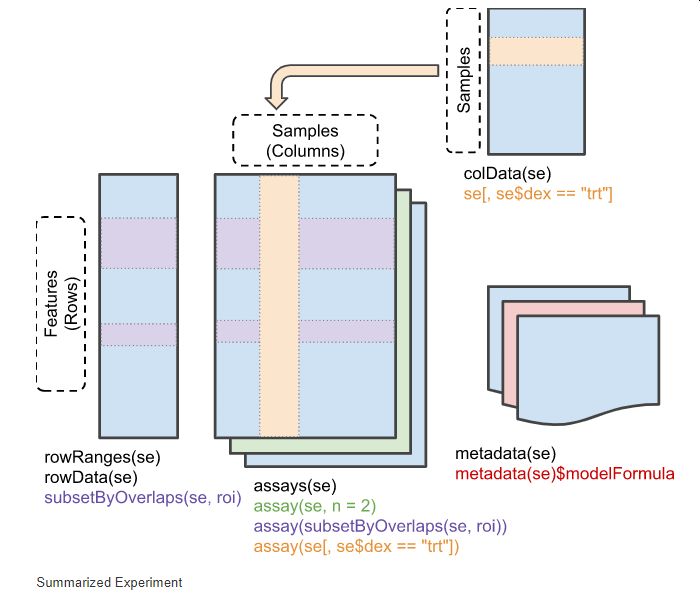 Samples
Samples
(Columns)
colData(se)
se[, se$dex == "trt"]
Features
(Rows)
rowRanges(se)
rowData(se)
subsetByOverlaps(se, roi)
assays(se)
assay(se, n = 2)
assay(subsetByOverlaps(se, roi))
assay(se[, se$dex == "trt"])
metadata(se)
metadata(se)$modelFormula
Summarized Experiment